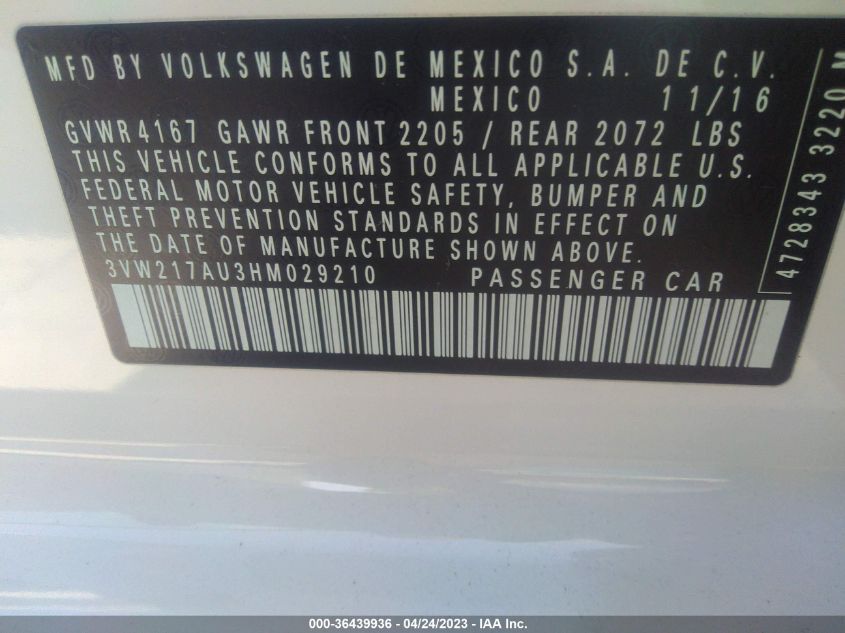 MFD BY VOLKSWAGEN DE MEXICO S.A. DE C.V.
MEXICO 11/16
GVWR 4167 GAWR FRONT 2205 / REAR 2072 LBS
THIS VEHICLE CONFORMS TO ALL APPLICABLE U.S.
FEDERAL MOTOR VEHICLE SAFETY, BUMPER AND
THEFT PREVENTION STANDARDS IN EFFECT ON
THE DATE OF MANUFACTURE SHOWN ABOVE.
3VW217AU3HM029210 PASSENGER CAR
4728343 3220 M
000-36439936 - 04/24/2023 - IAA Inc.